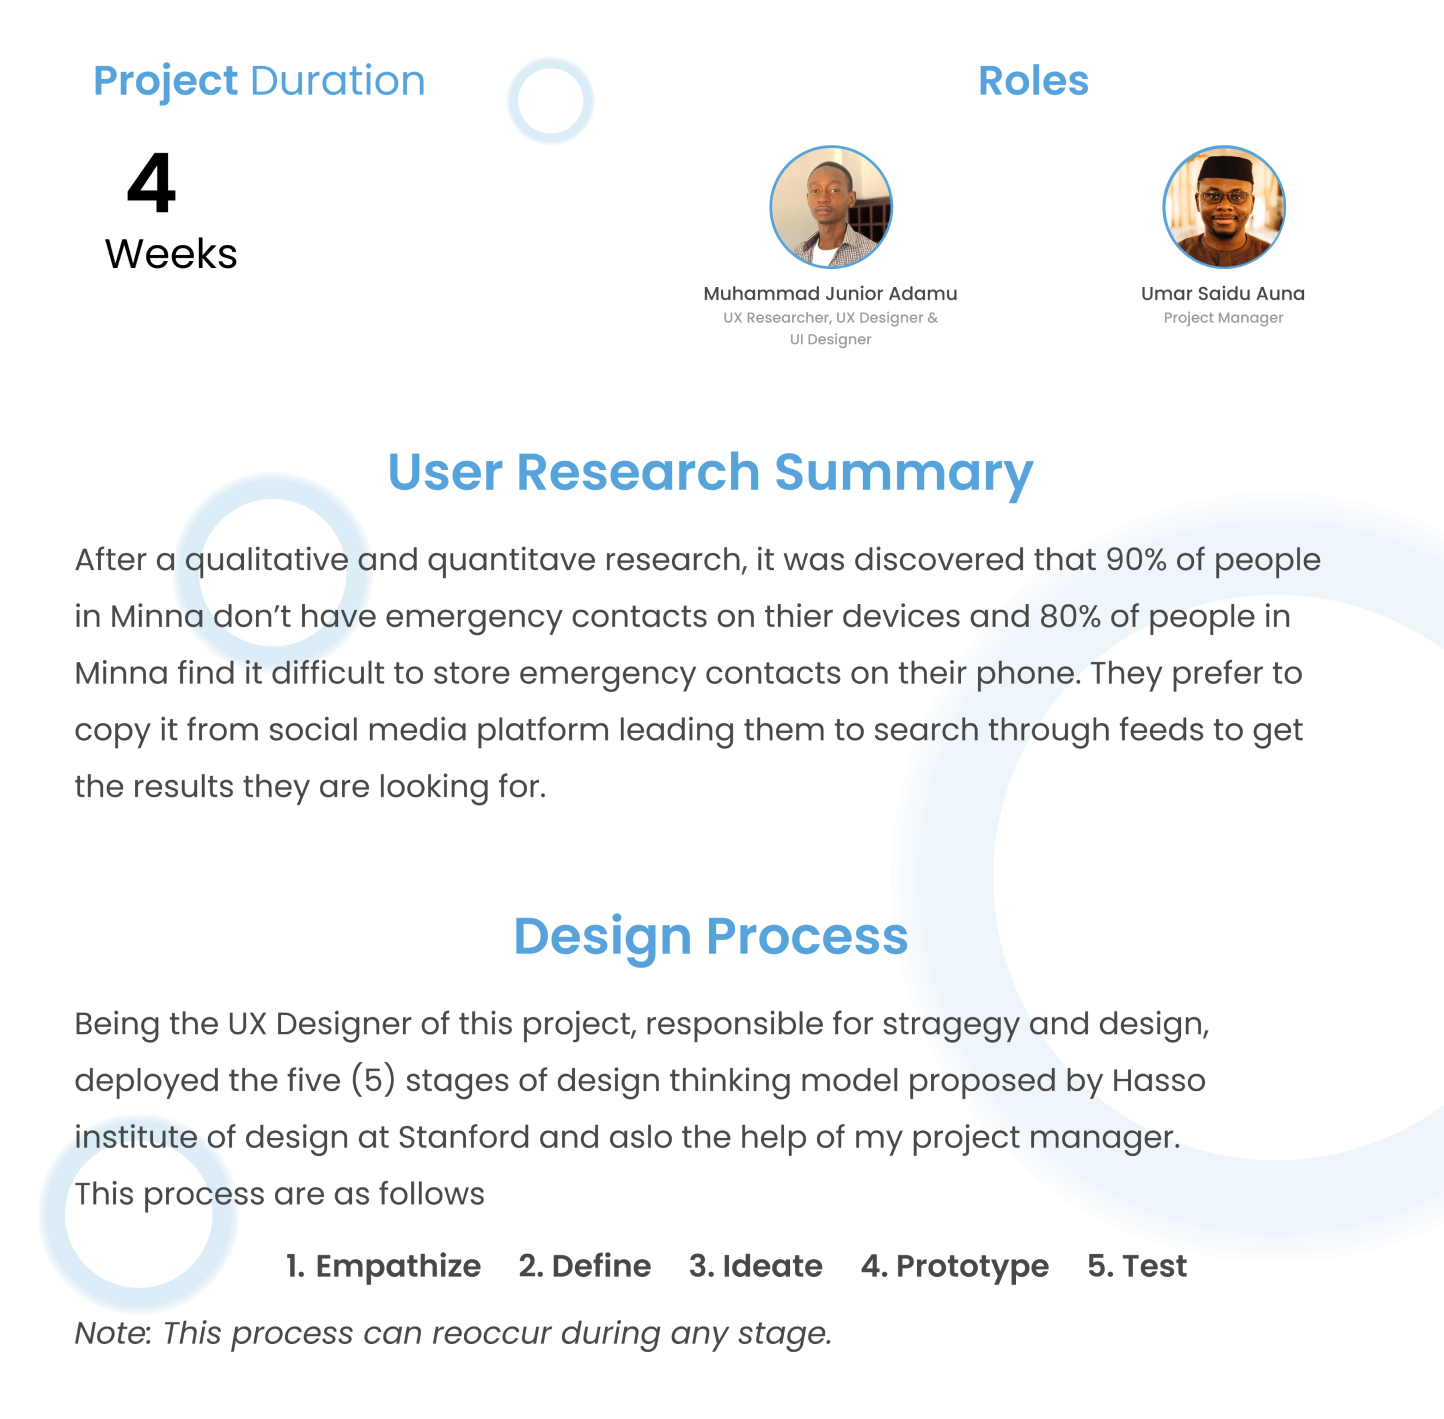 Project Duration
4
Weeks
Roles
Muhammad Junior Adamu
UX Researcher, UX Designer &
UI Designer
Umar Saidu Auna
Project Manager
User Research Summary
After a qualitative and quantitave research, it was discovered that 90% of people
in Minna don’t have emergency contacts on thier devices and 80% of people in
Minna find it difficult to store emergency contacts on their phone. They prefer to
copy it from social media platform leading them to search through feeds to get
the results they are looking for.
Design Process
Being the UX Designer of this project, responsible for stragegy and design,
deployed the five (5) stages of design thinking model proposed by Hasso
institute of design at Stanford and aslo the help of my project manager.
This process are as follows
1. Empathize 2. Define 3. Ideate 4. Prototype 5. Test
Note: This process can reoccur during any stage.